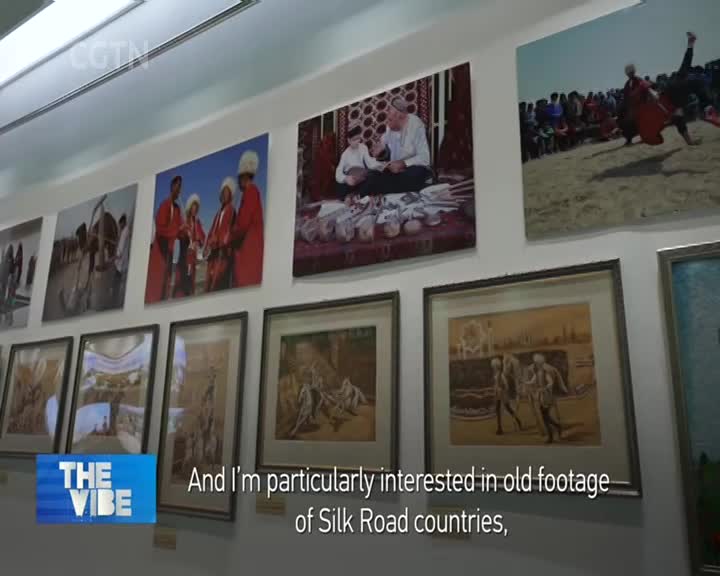 CGTN
THE
VIBE
And I'm particularly interested in old footage
of Silk Road countries,